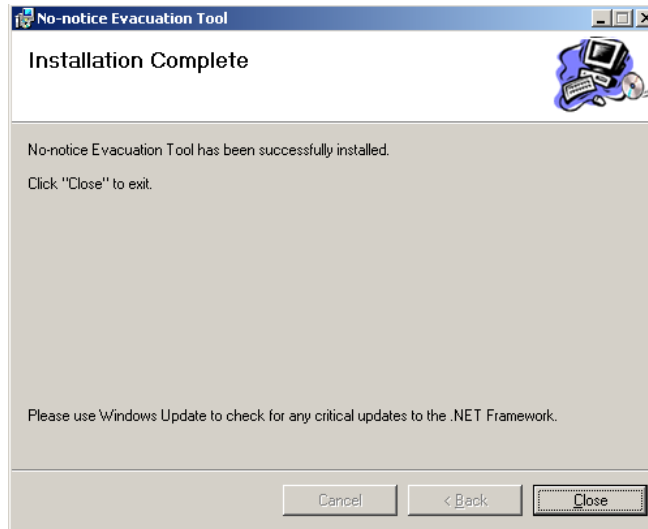 No-notice Evacuation Tool
Installation Complete
No-notice Evacuation Tool has been successfully installed.
Click "Close" to exit.
Please use Windows Update to check for any critical updates to the .NET Framework.
Cancel
< Back
Close